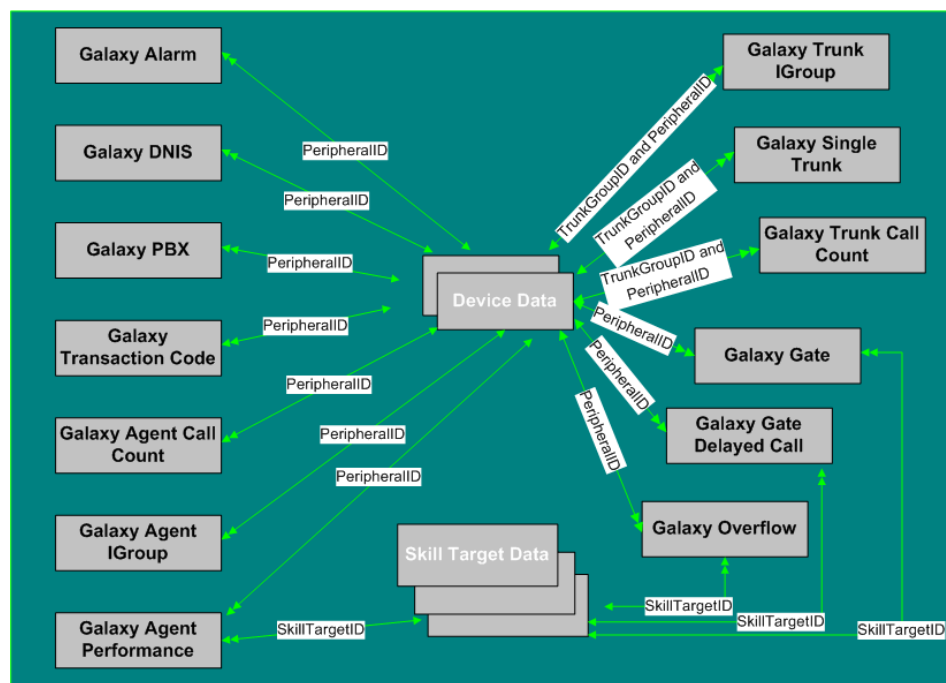 Galaxy Alarm
Galaxy DNIS
Galaxy PBX
Galaxy
Transaction Code
Galaxy Agent Call
Count
Galaxy Agent
IGroup
Galaxy Agent
Performance
PeripheralID
PeripheralID
PeripheralID
PeripheralID
PeripheralID
PeripheralID
PeripheralID
SkillTargetID
Device Data
Skill Target Data
TrunkGroupID and PeripheralID
TrunkGroupID and
PeripheralID
TrunkGroupID and
PeripheralID
PeripheralID
PeripheralID
PeripheralID
Galaxy Trunk
IGroup
Galaxy Single
Trunk
Galaxy Trunk Call
Count
Galaxy Gate
Galaxy Gate
Delayed Call
Galaxy Overflow
SkillTargetID
SkillTargetID
SkillTargetID